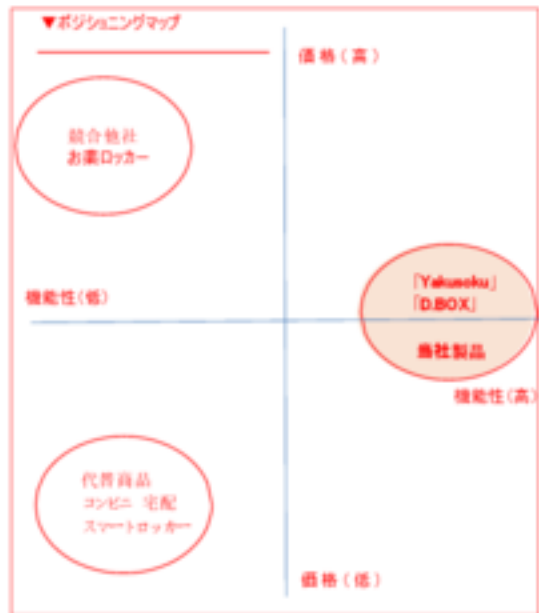 ▼ポジショニングマップ
価格(高)
競合他社
お薬ロッカー
機能性(低)
「Yakusoku」
「D.BOX」
当社製品
機能性(高)
代替商品
コンビニ 宅配
スマートロッカー
価格(低)